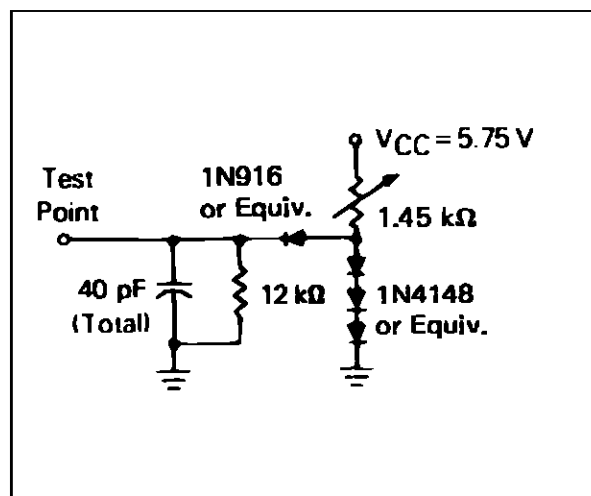 VCC = 5.75 V
1N916
or Equiv.
Test
Point
1.45 kΩ
40 pF
(Total)
12 kΩ
1N4148
or Equiv.